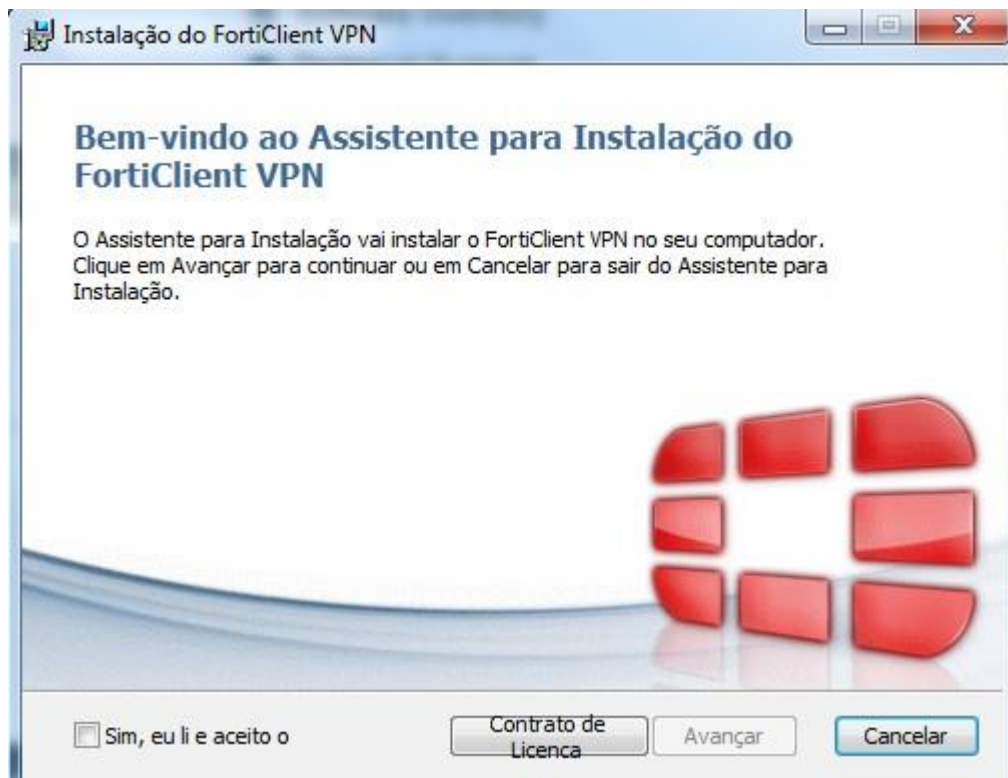 Instalação do FortiClient VPN
Bem-vindo ao Assistente para Instalação do
FortiClient VPN
O Assistente para Instalação vai instalar o FortiClient VPN no seu computador.
Clique em Avançar para continuar ou em Cancelar para sair do Assistente para
Instalação.
Sim, eu li e aceito o
Contrato de
Licença
Avançar
Cancelar